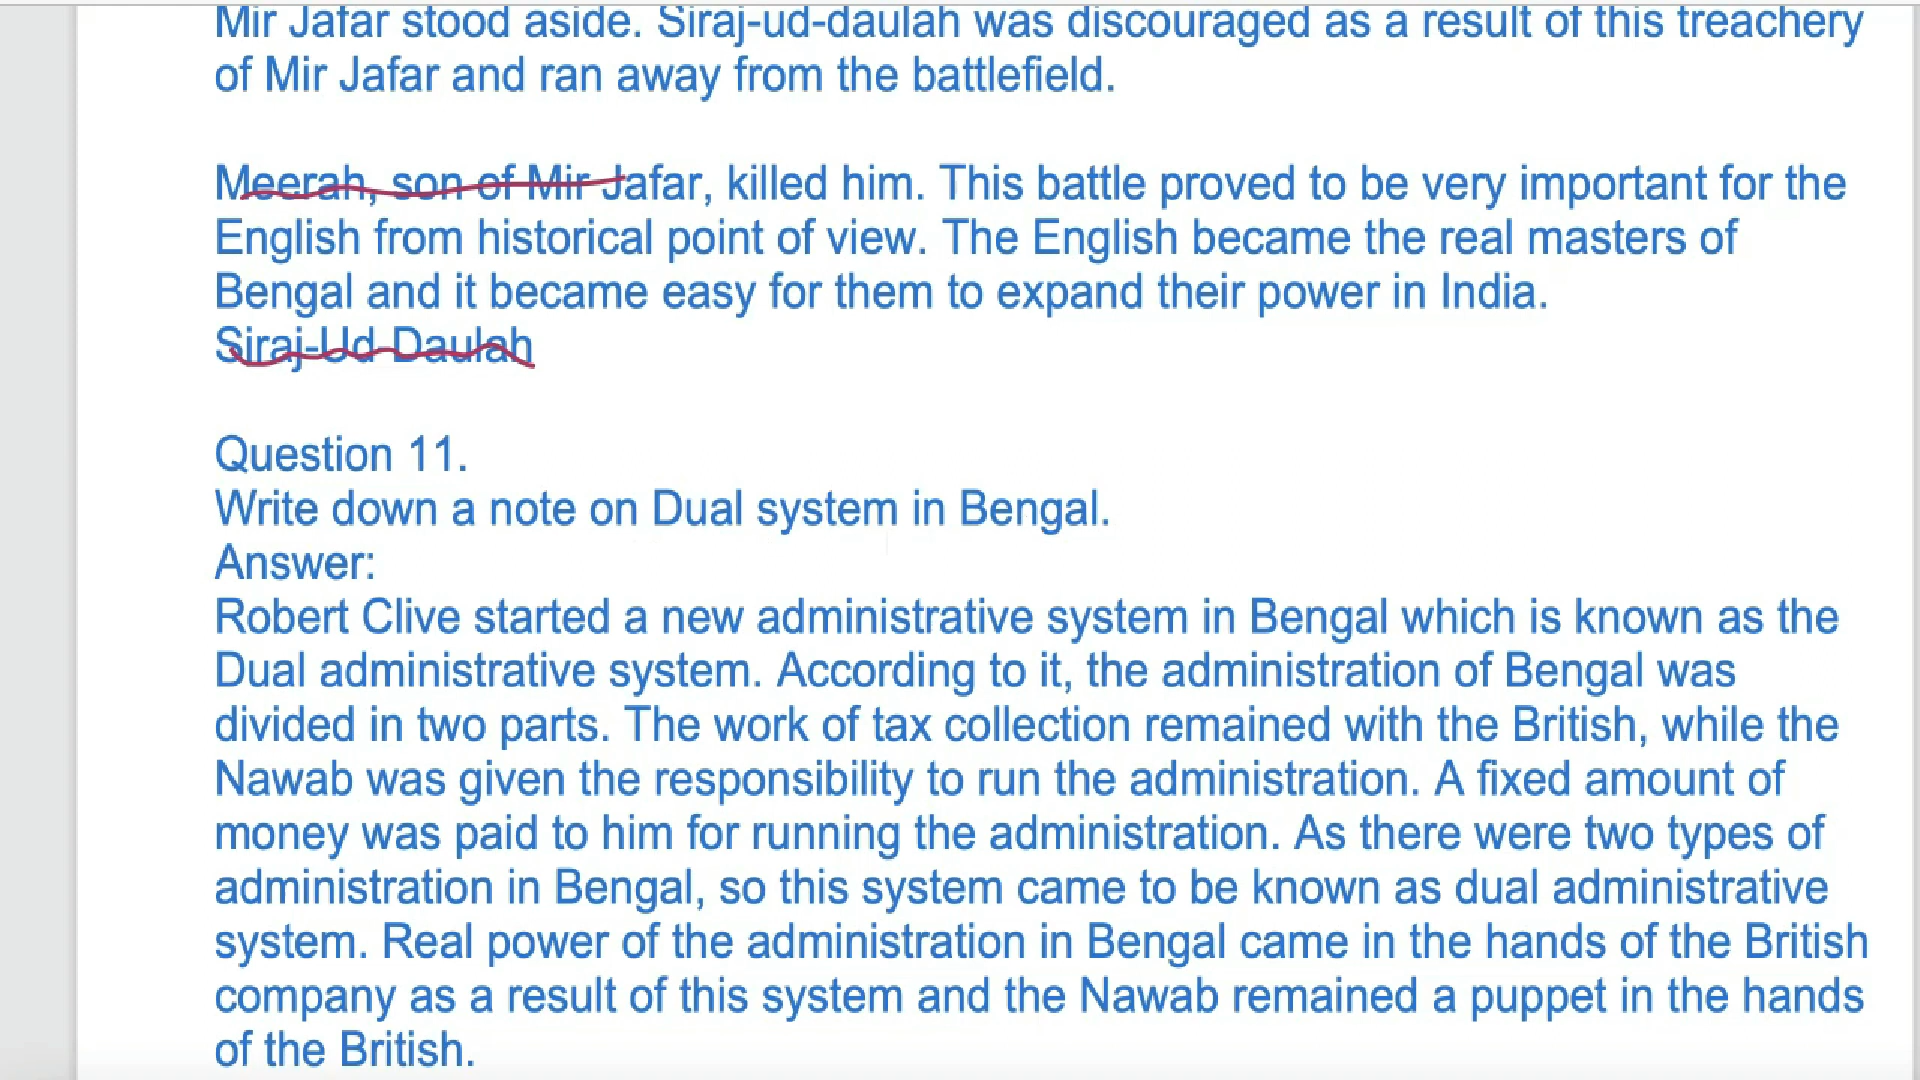 Mir Jafar stood aside. Siraj-ud-daulah was discouraged as a result of this treachery
of Mir Jafar and ran away from the battlefield.
Meerah, son of Mir Jafar, killed him. This battle proved to be very important for the
English from historical point of view. The English became the real masters of
Bengal and it became easy for them to expand their power in India.
Siraj-Ud-Daulah
Question 11.
Write down a note on Dual system in Bengal.
Answer:
Robert Clive started a new administrative system in Bengal which is known as the
Dual administrative system. According to it, the administration of Bengal was
divided in two parts. The work of tax collection remained with the British, while the
Nawab was given the responsibility to run the administration. A fixed amount of
money was paid to him for running the administration. As there were two types of
administration in Bengal, so this system came to be known as dual administrative
system. Real power of the administration in Bengal came in the hands of the British
company as a result of this system and the Nawab remained a puppet in the hands
of the British.